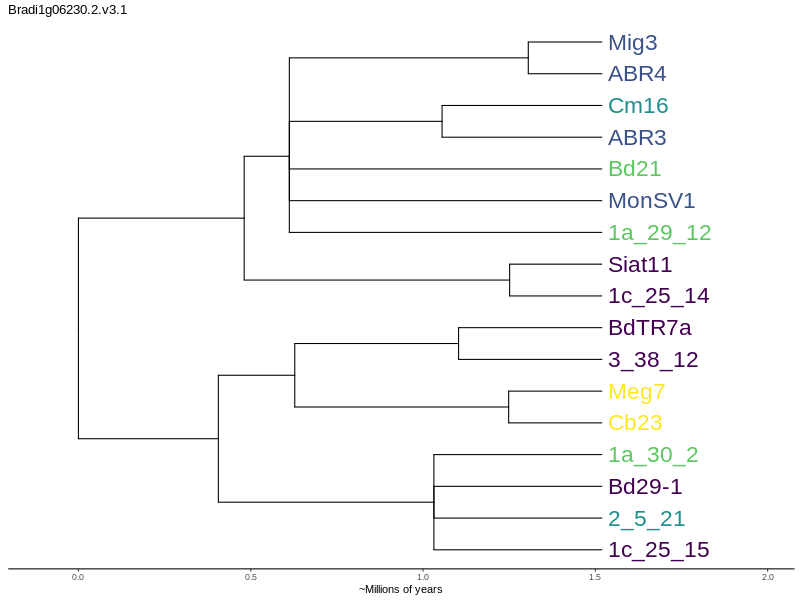 Bradi1g06230.2.v3.1
Mig3
ABR4
Cm16
ABR3
Bd21
MonSV1
1a_29_12
Siat11
1c_25_14
BdTR7a
3_38_12
Meg7
Cb23
1a_30_2
Bd29-1
2_5_21
1c_25_15
0.0 0.5 1.0 1.5 2.0
~Millions of years